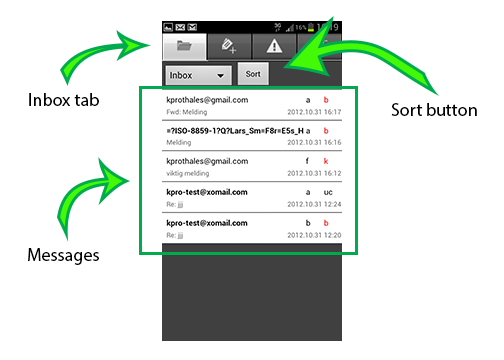 3G 16%
Inbox Sort
Inbox tab
Sort button
kprothales@gmail.com a b
Fwd: Melding 2012.10.31 16:17
=?ISO-8859-1?Q?Lars_Sm=F8r=E5s_H a b
Melding 2012.10.31 16:16
kprothales@gmail.com f k
viktig melding 2012.10.31 16:12
kpro-test@xomail.com a uc
Re: jjj 2012.10.31 12:24
kpro-test@xomail.com b b
Re: jjj 2012.10.31 12:20
Messages